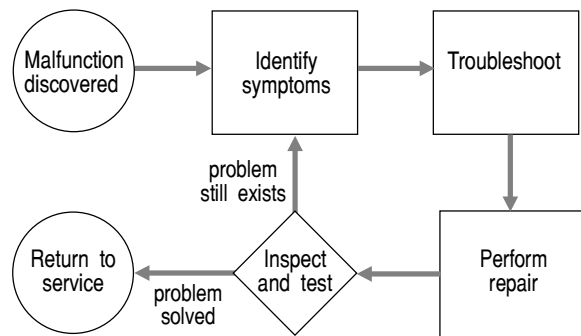 Malfunction
discovered
Identify
symptoms
Troubleshoot
problem
still exists
Return to
service
problem
solved
Inspect
and test
Perform
repair